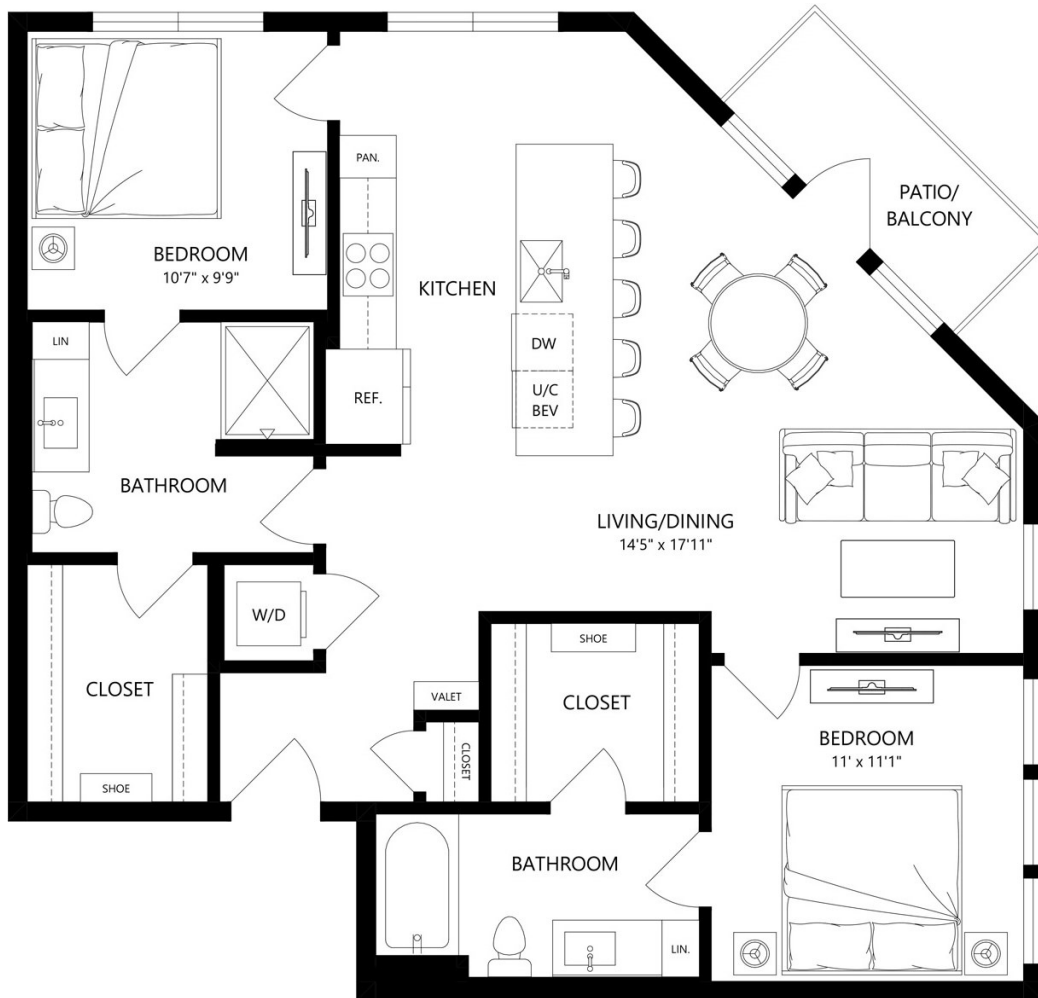 PAN.
PATIO/
BALCONY
BEDROOM
10'7" x 9'9"
KITCHEN
LIN
DW
REF.
U/C
BEV
BATHROOM
LIVING/DINING
14'5" x 17'11"
W/D
SHOE
CLOSET
VALET
CLOSET
BEDROOM
11' x 11'1"
CLOSET
SHOE
BATHROOM
LIN.